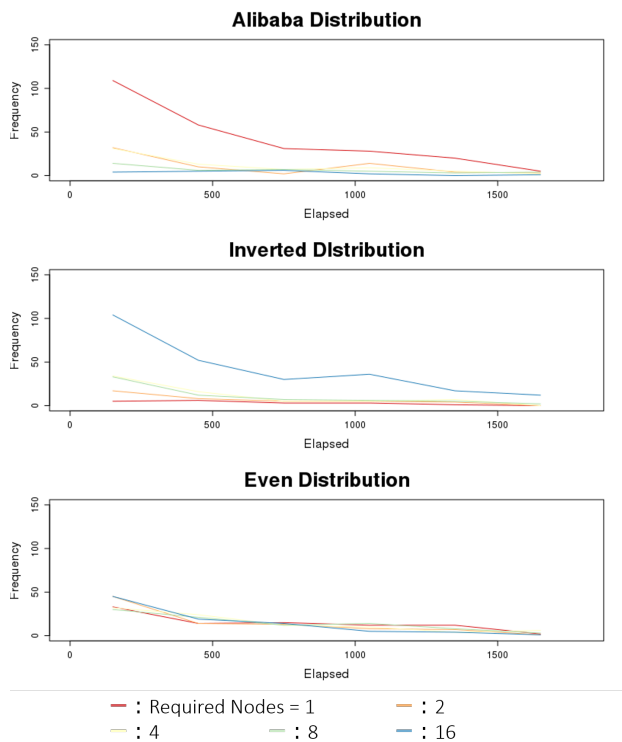 Alibaba Distribution
150
100
50
0
Frequency
0 500 1000 1500
Elapsed
Inverted DIstribution
150
100
50
0
Frequency
0 500 1000 1500
Elapsed
Even Distribution
150
100
50
0
Frequency
0 500 1000 1500
Elapsed
: Required Nodes = 1 : 2
: 4 : 8 : 16